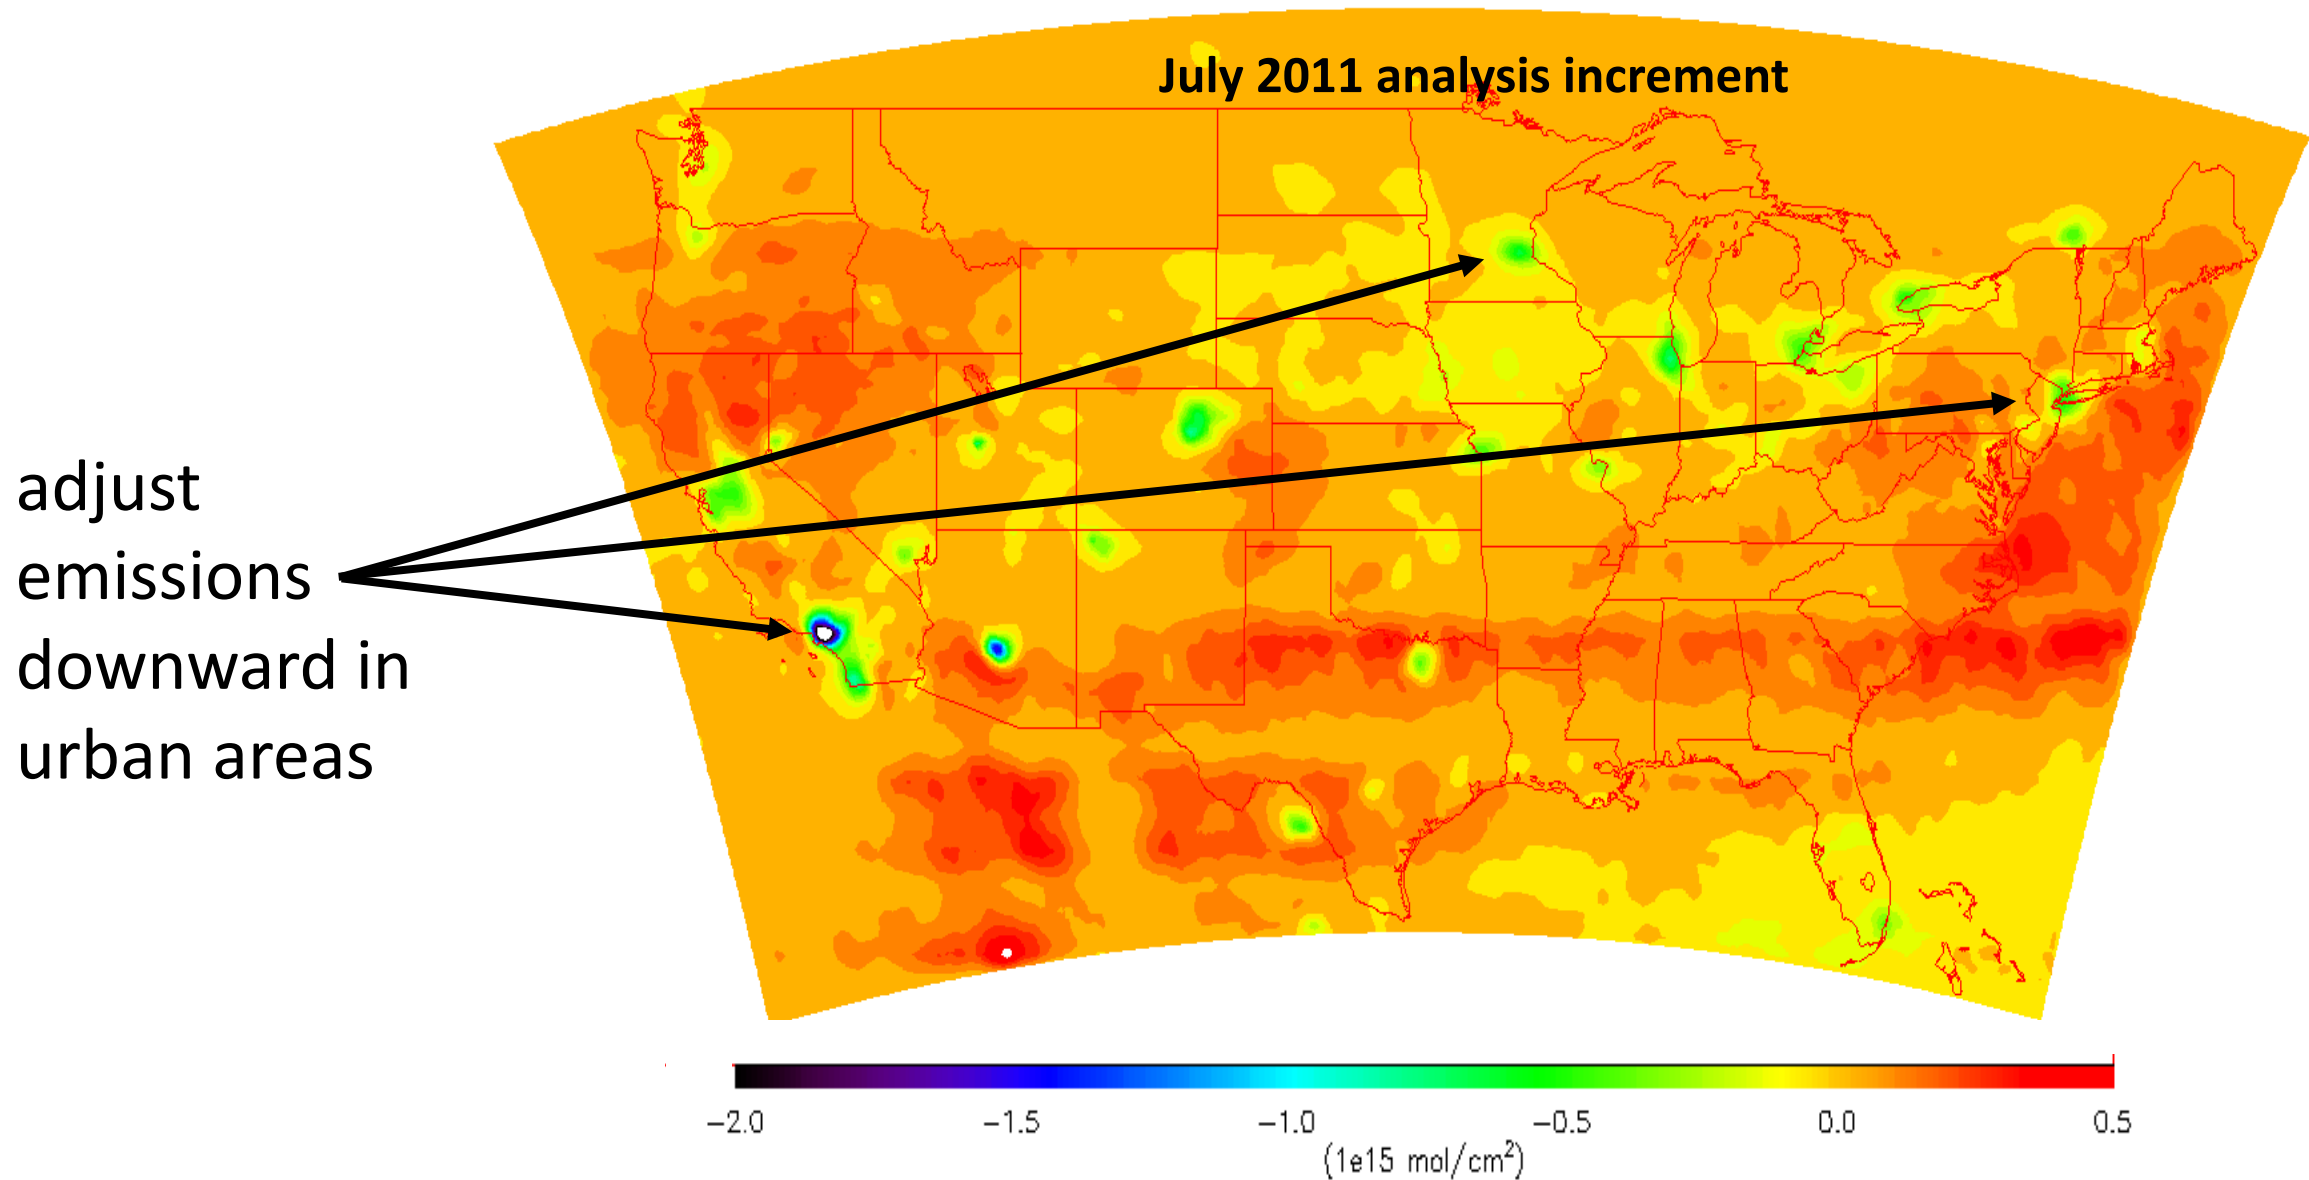 July 2011 analysis increment
adjust
emissions
downward in
urban areas
−2.0 −1.5 −1.0 −0.5 0.0 0.5
(1e15 mol/cm²)